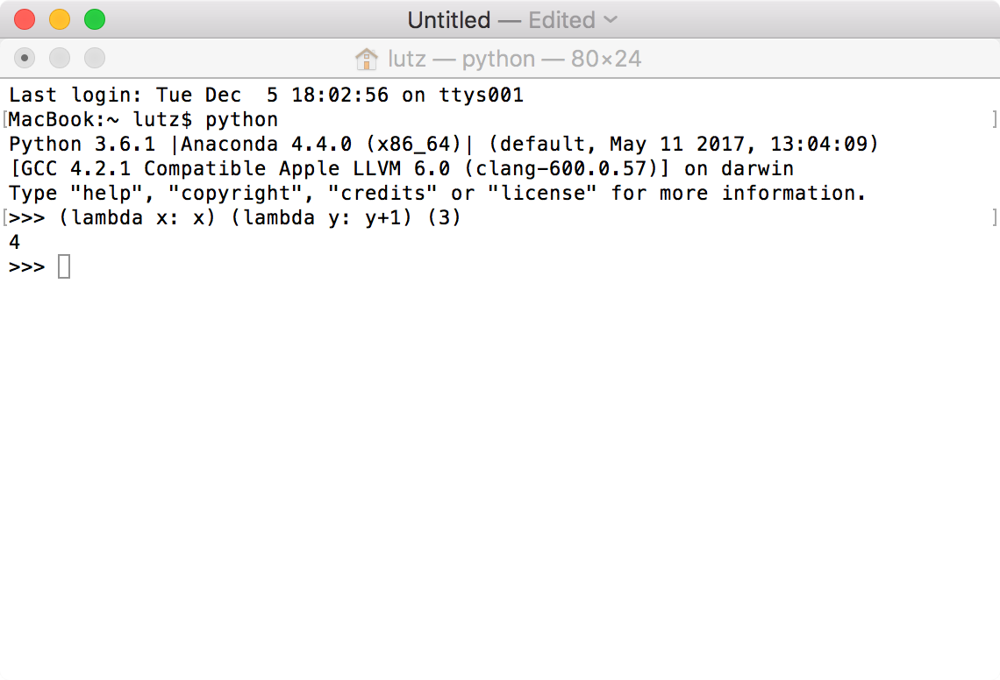 Untitled — Edited
lutz — python — 80×24
Last login: Tue Dec  5 18:02:56 on ttys001
[MacBook:~ lutz$ python ]
Python 3.6.1 |Anaconda 4.4.0 (x86_64)| (default, May 11 2017, 13:04:09)
[GCC 4.2.1 Compatible Apple LLVM 6.0 (clang-600.0.57)] on darwin
Type "help", "copyright", "credits" or "license" for more information.
[>>> (lambda x: x) (lambda y: y+1) (3) ]
4
>>>